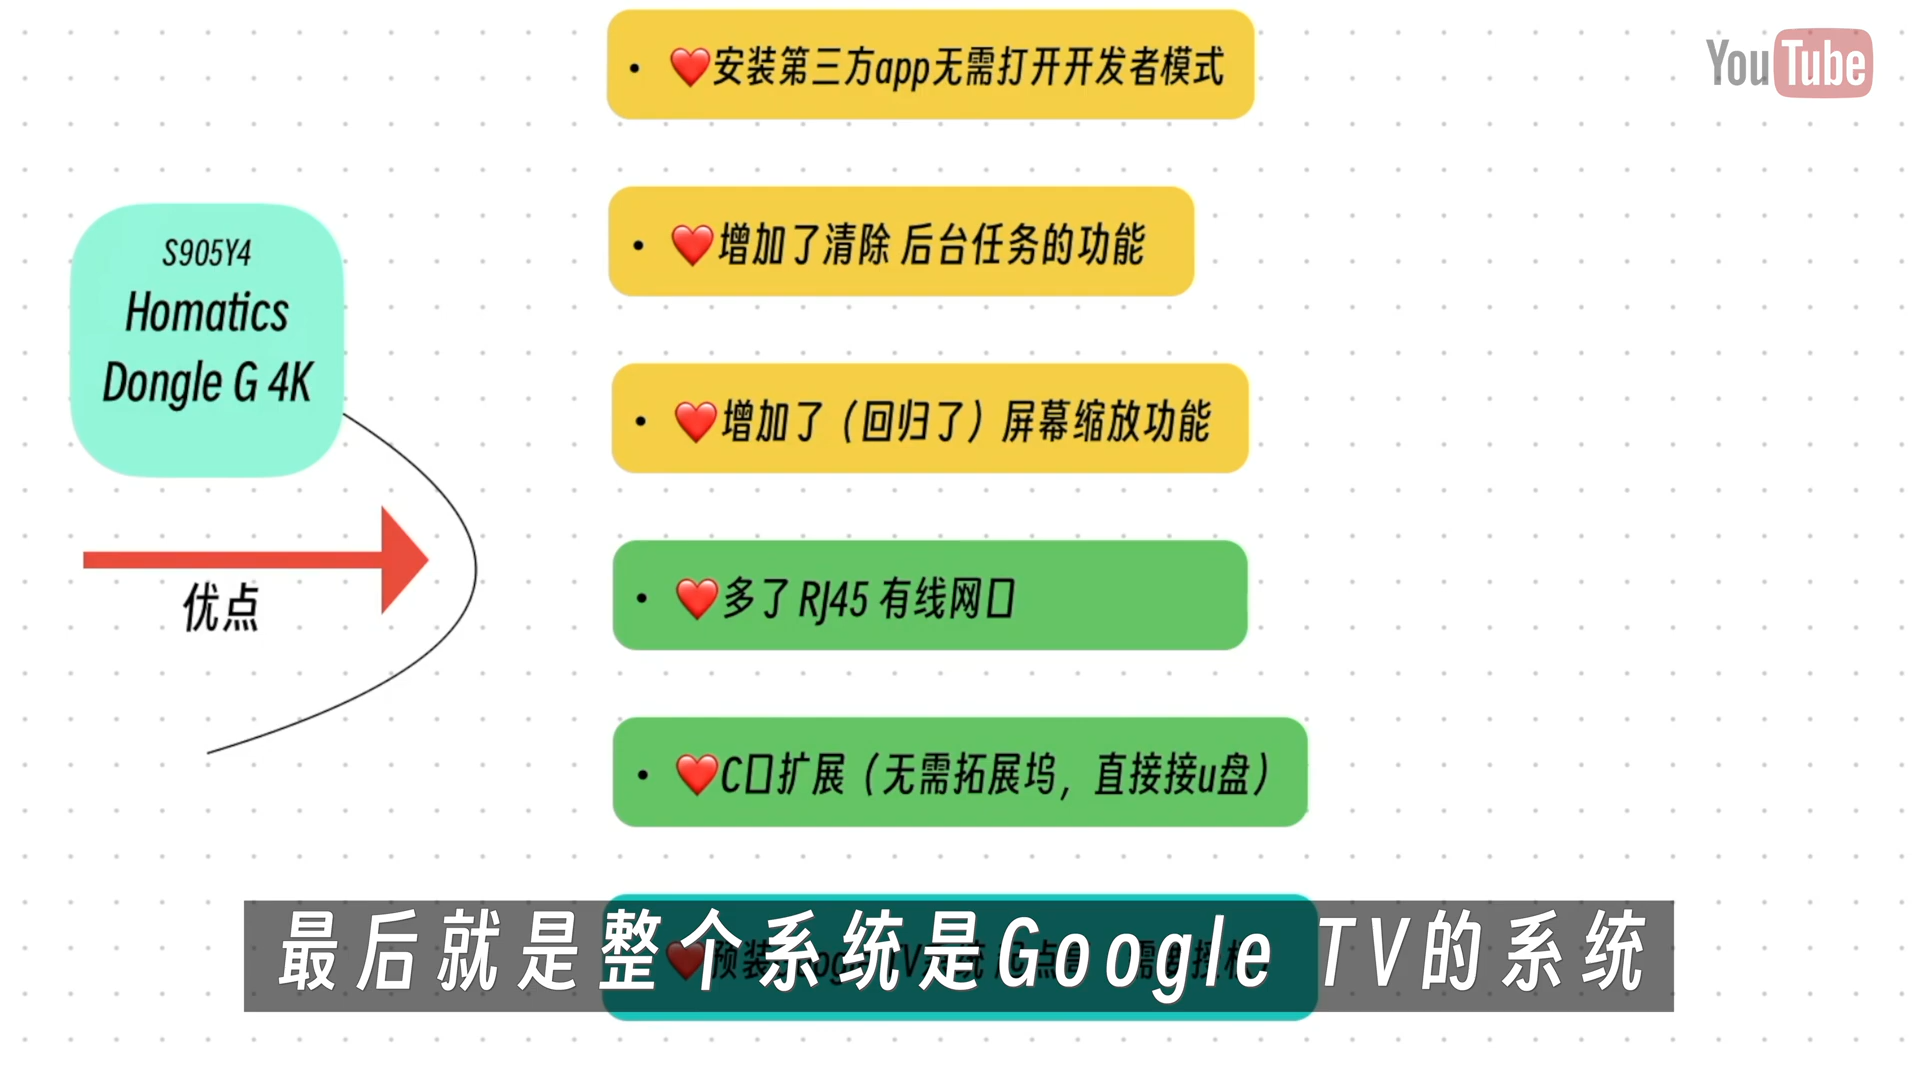 YouTube
• ❤️安装第三方app无需打开开发者模式
• ❤️增加了清除 后台任务的功能
• ❤️增加了（回归了）屏幕缩放功能
• ❤️多了 RJ45 有线网口
• ❤️C口扩展（无需拓展坞，直接接u盘）
S905Y4
Homatics
Dongle G 4K
优点
最后就是整个系统是Google TV的系统